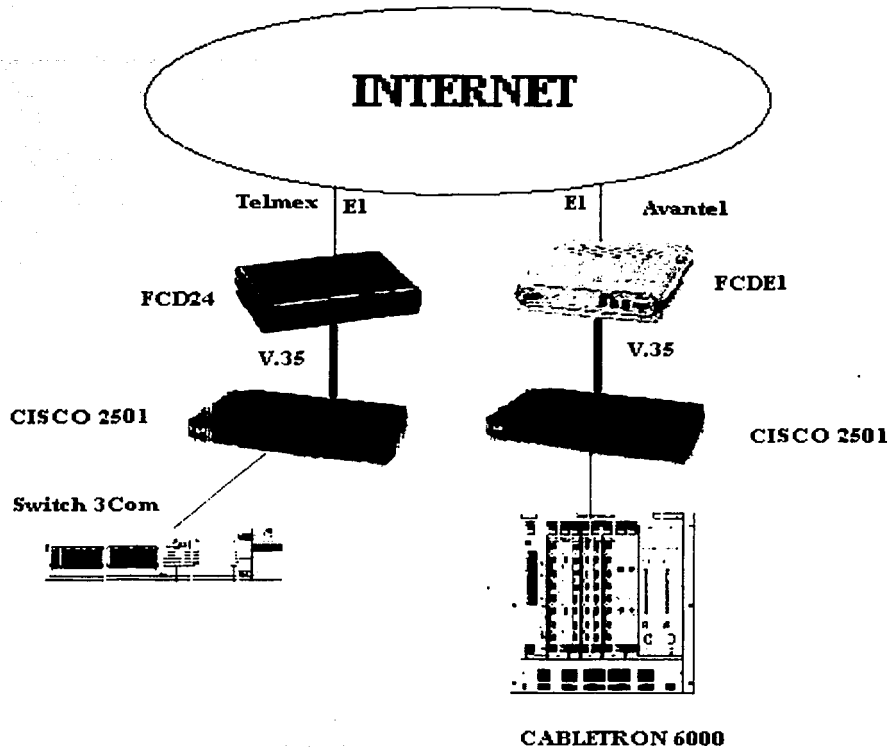 INTERNET
Telmex E1
E1 Avantel
FCD24
FCDE1
V.35
V.35
CISCO 2501
CISCO 2501
Switch 3Com
CABLETRON 6000